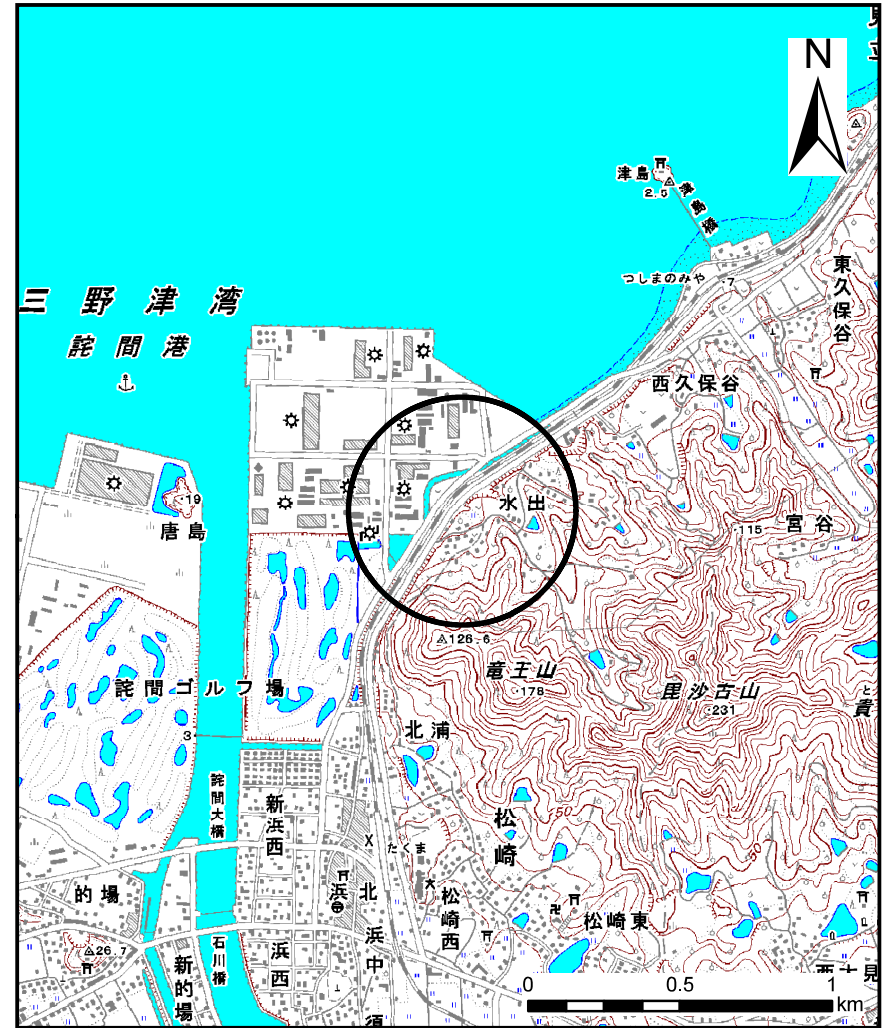 N
津島
2.5
津島橋
つしまのみや
・7
東久保谷
三野津湾
詫間港
西久保谷
・19
唐島
水出
・115
宮谷
126.6
竜王山
・178
毘沙古山
・231
と
貴
詫間ゴルフ場
3
北浦
詫間大橋
新浜西
松崎
50
50
たくま
的場
浜
北浜中
松崎西
松崎東
26.7
新的場
石川橋
浜西
須
0 0.5 1
km